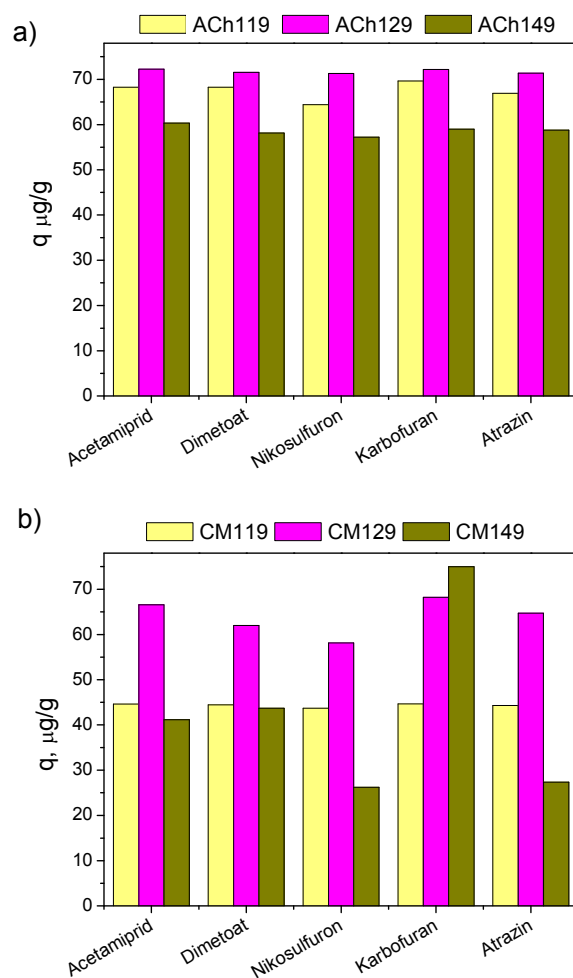 a)
ACh119 ACh129 ACh149
q μg/g
70
60
50
40
30
20
10
0
Acetamiprid
Dimetoat
Nikosulfuron
Karbofuran
Atrazin
b)
CM119 CM129 CM149
q, μg/g
70
60
50
40
30
20
10
0
Acetamiprid
Dimetoat
Nikosulfuron
Karbofuran
Atrazin